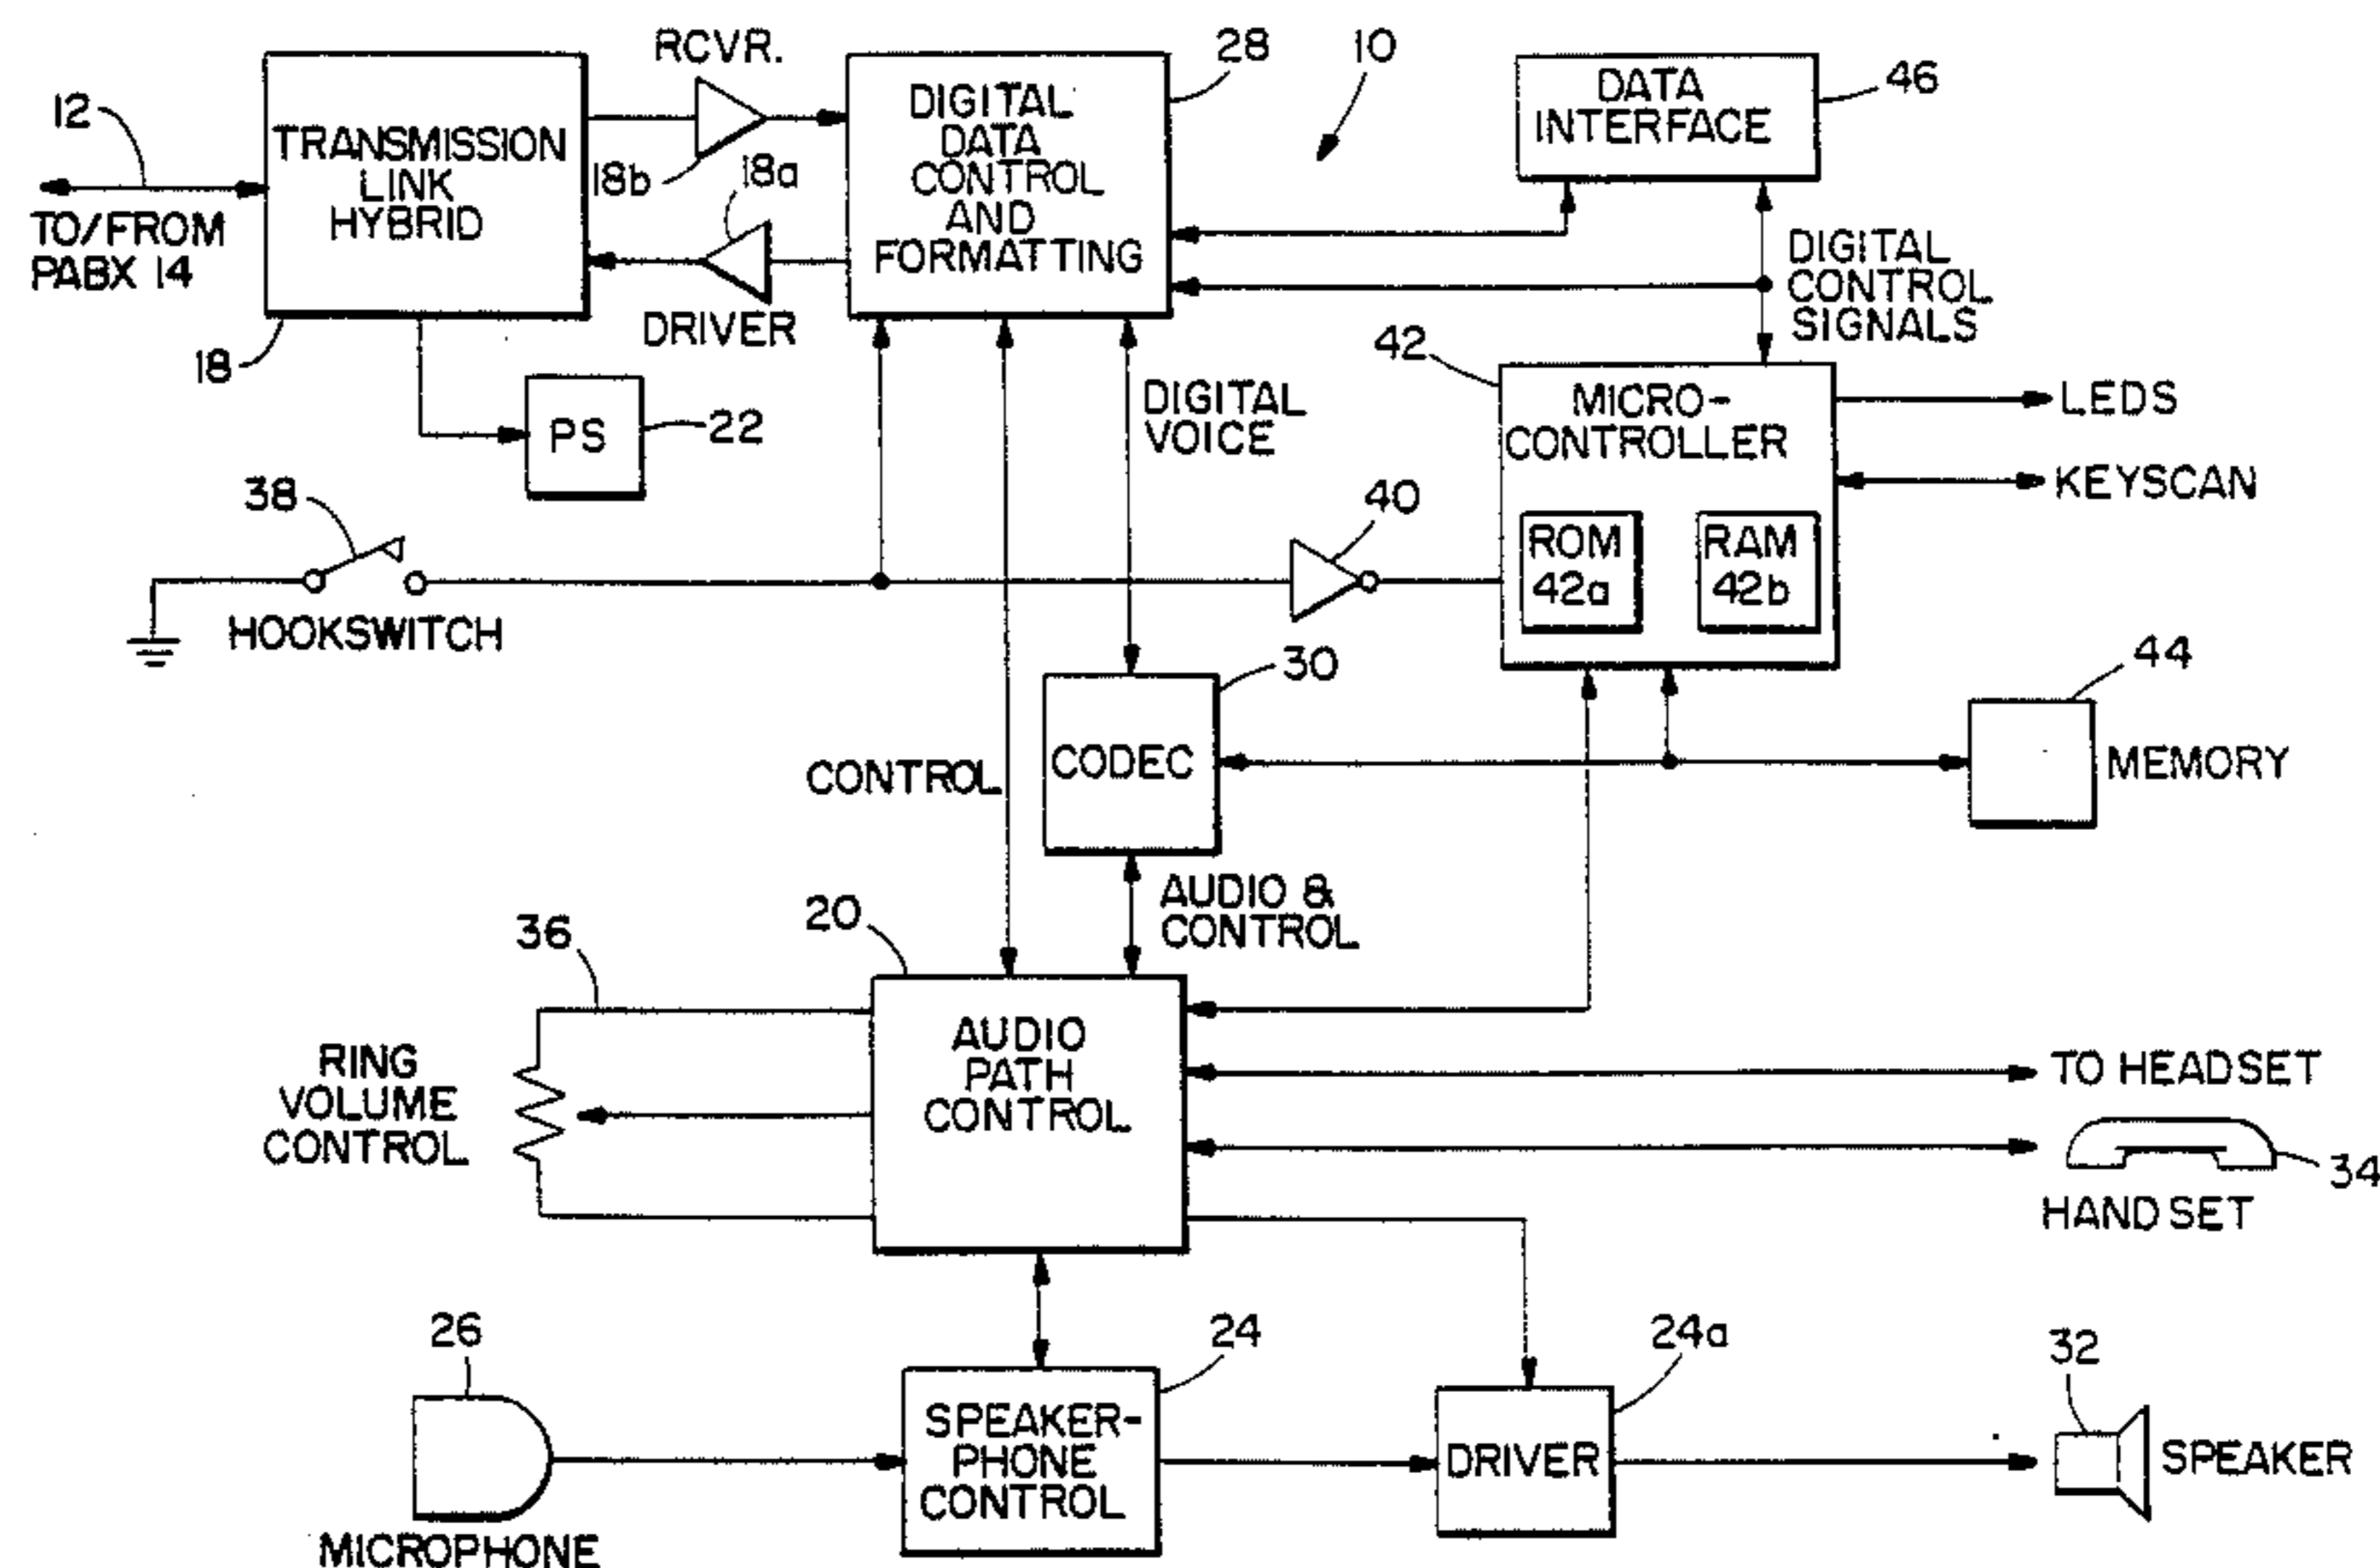 RCVR.
28
10
12
TRANSMISSION
LINK
HYBRID
18b
18a
DIGITAL
DATA
CONTROL
AND
FORMATTING
DATA
INTERFACE
46
TO/FROM
PABX 14
DRIVER
18
DIGITAL
CONTROL
SIGNALS
42
PS
22
DIGITAL
VOICE
MICRO-
CONTROLLER
LEDS
KEYSCAN
38
40
ROM
42a
RAM
42b
HOOKSWITCH
30
44
CONTROL
CODEC
MEMORY
20
36
AUDIO &
CONTROL
RING
VOLUME
CONTROL
AUDIO
PATH
CONTROL
TO HEADSET
34
HANDSET
26
24
24a
32
SPEAKER-
PHONE
CONTROL
DRIVER
SPEAKER
MICROPHONE